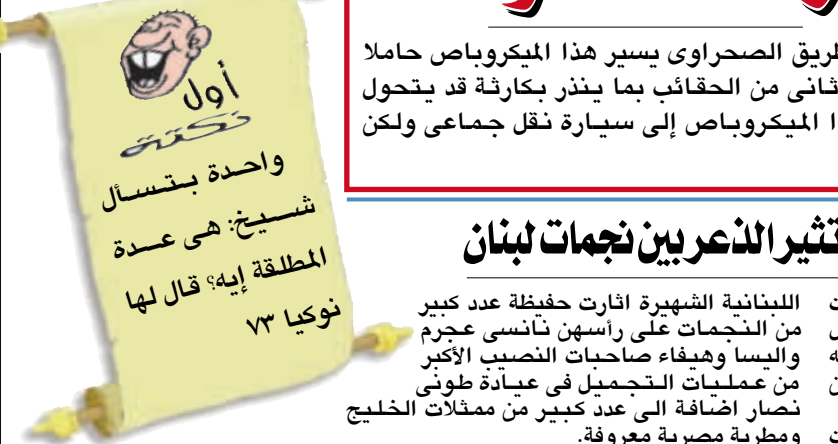 أول
نكتة
واحدة بتسأل
شيخ: هى عدة
المطلقة إيه؟ قال لها
نوكيا ٧٣
الصحراوى يسير هذا الميكروباص حاملا
من الحقائب بما ينذر بكارثة قد يتحول
الميكروباص إلى سيارة نقل جماعى ولكن
تثير الذعر بين نجمات لبنان
اللبنانية الشهيرة اثارت حفيظة عدد كبير
من النجمات على رأسهن نانسى عجرم
واليسا وهيفاء صاحبات النصيب الأكبر
من عمليات التجميل فى عيادة طونى
نصار اضافة الى عدد كبير من ممثلات الخليج
ومطربة مصرية معروفة.